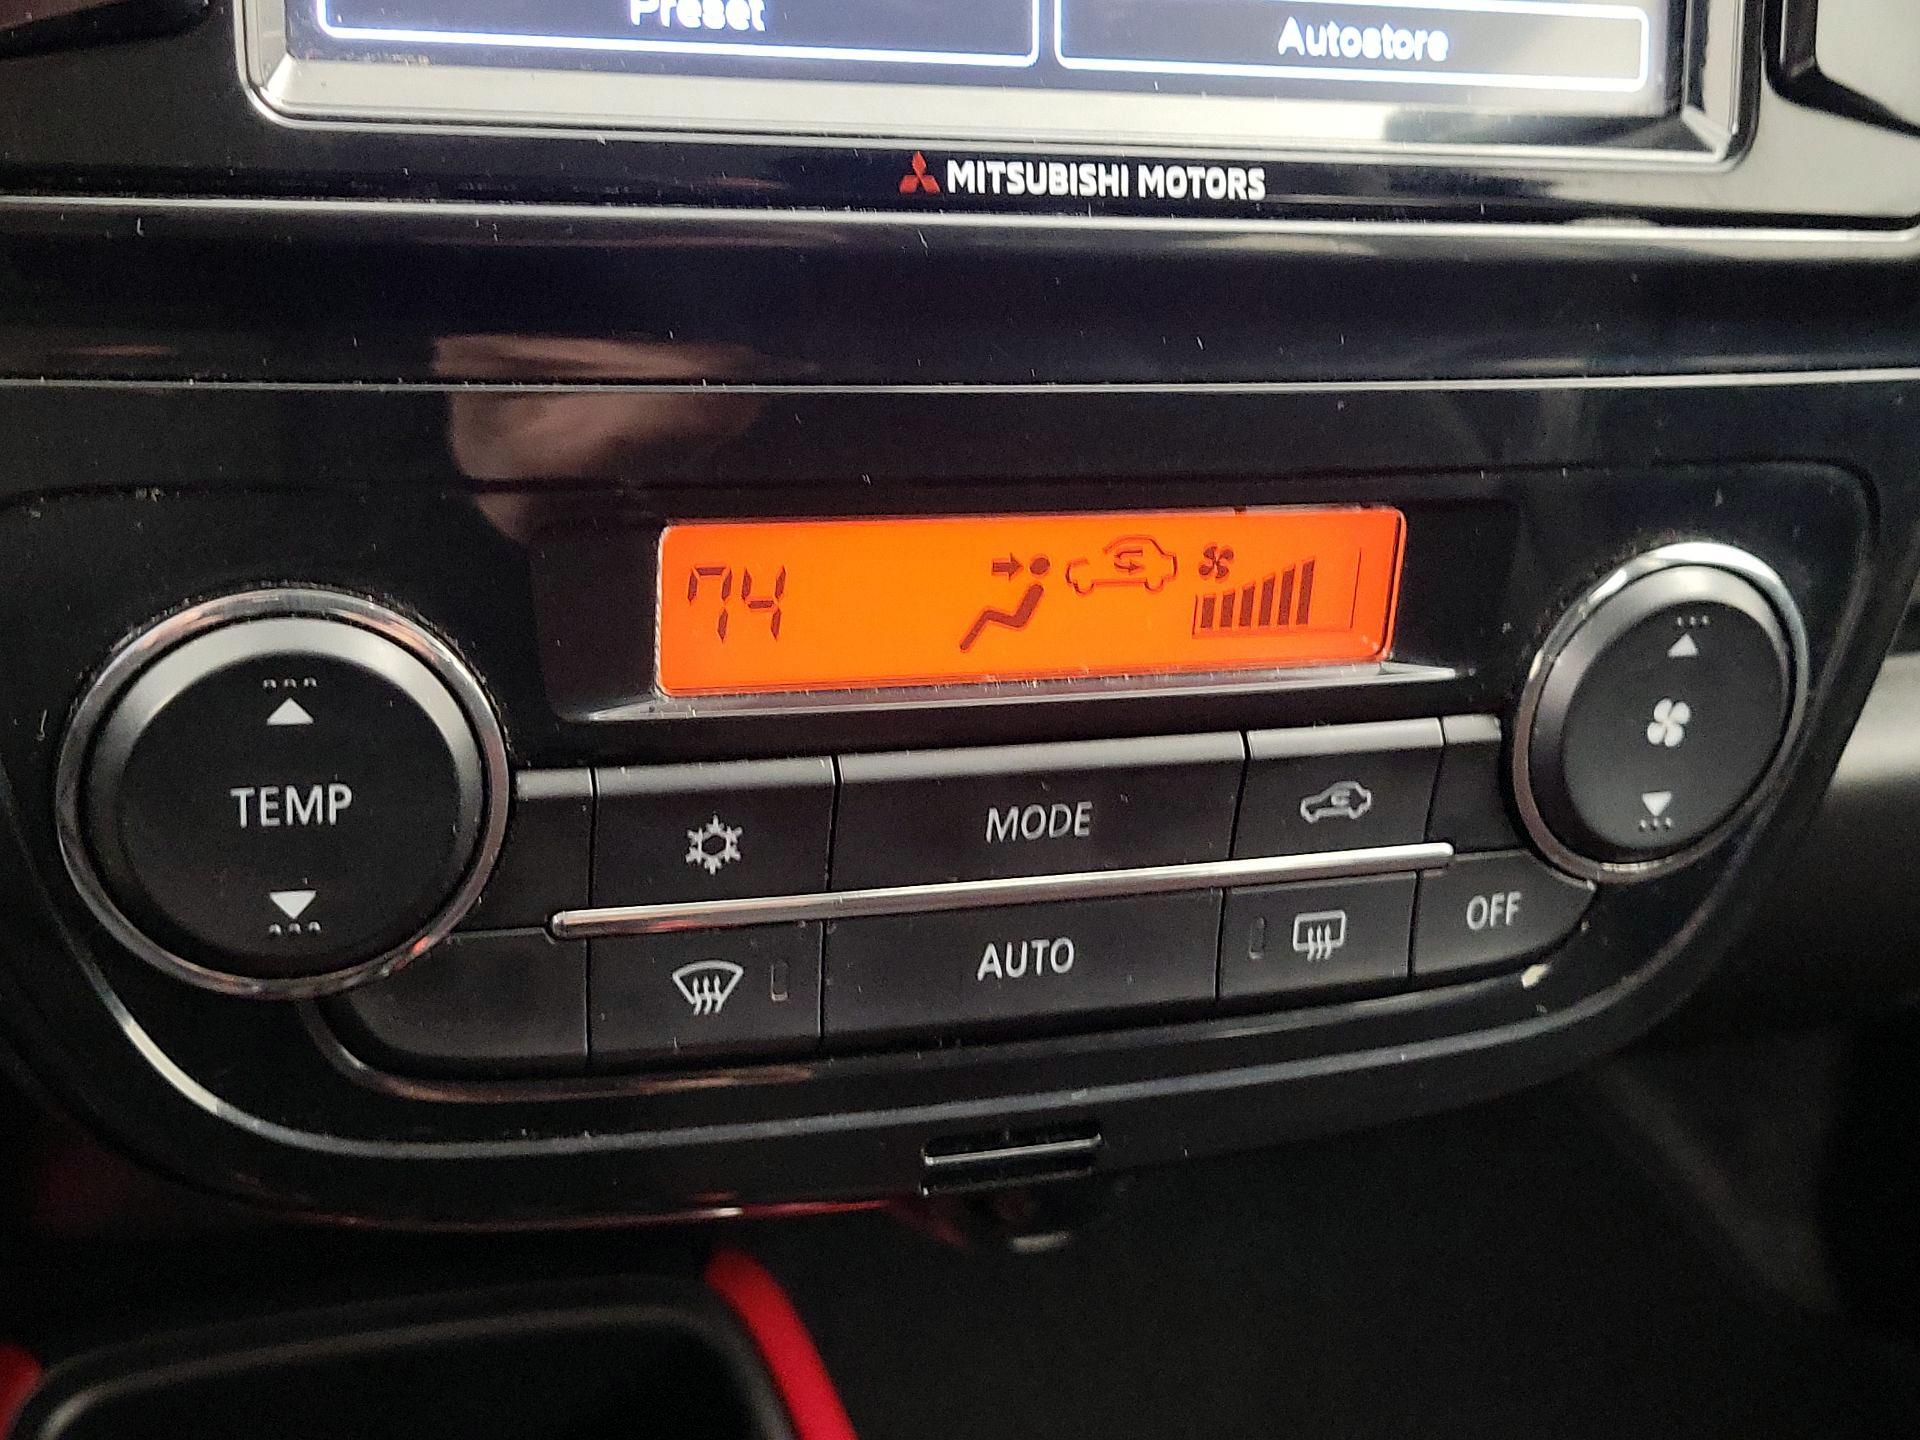 Preset
Autostore
MITSUBISHI MOTORS
74
TEMP
MODE
AUTO
OFF